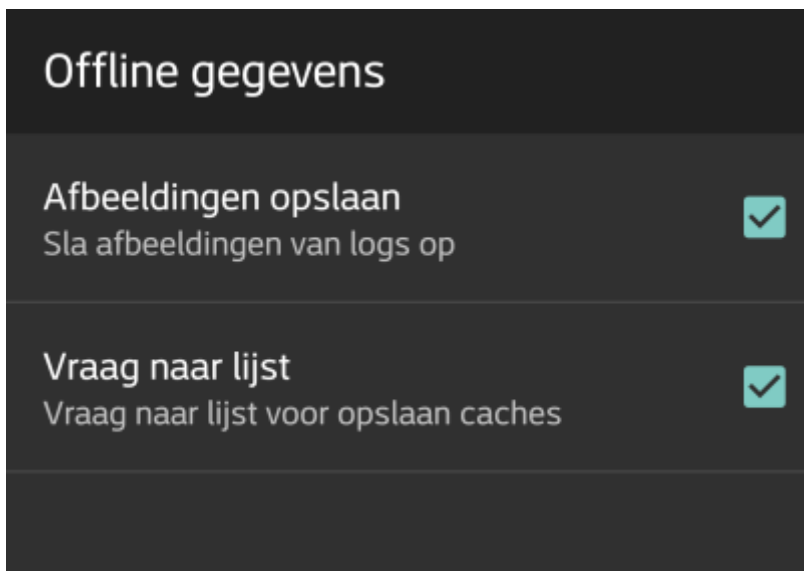 Offline gegevens
Afbeeldingen opslaan
Sla afbeeldingen van logs op
Vraag naar lijst
Vraag naar lijst voor opslaan caches